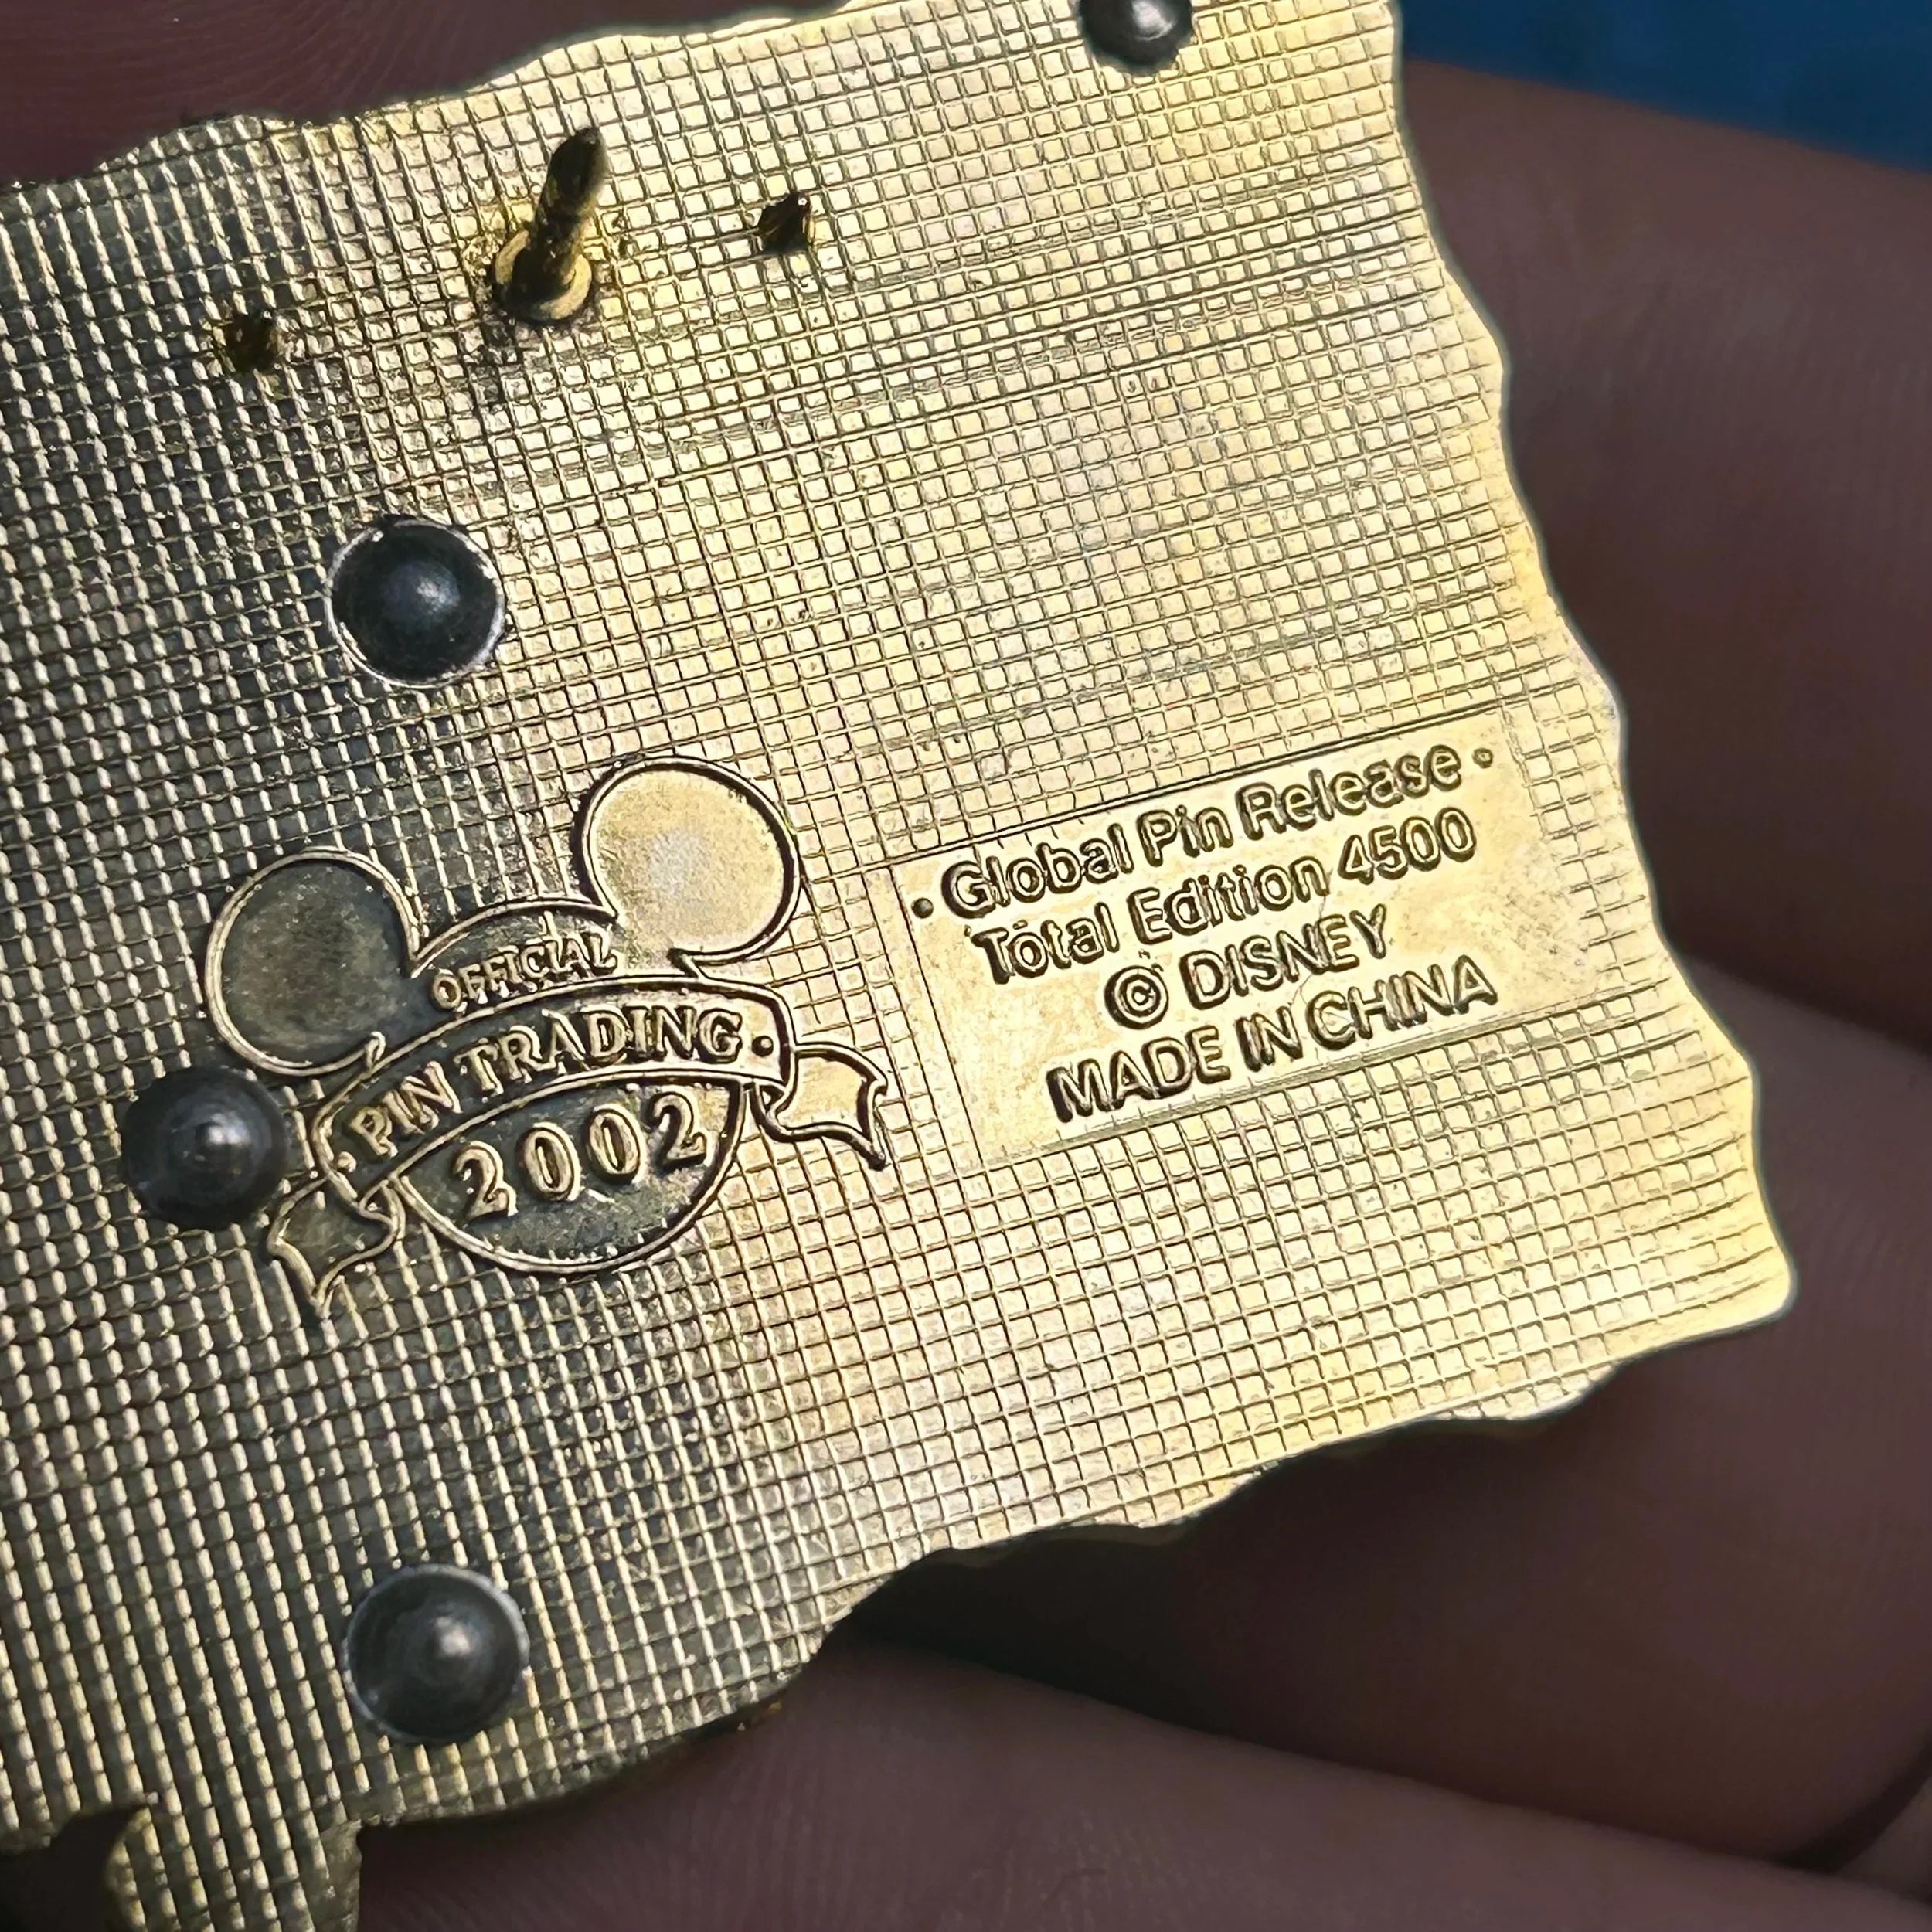 OFFICIAL
• PIN TRADING •
2002
• Global Pin Release •
Total Edition 4500
© DISNEY
MADE IN CHINA